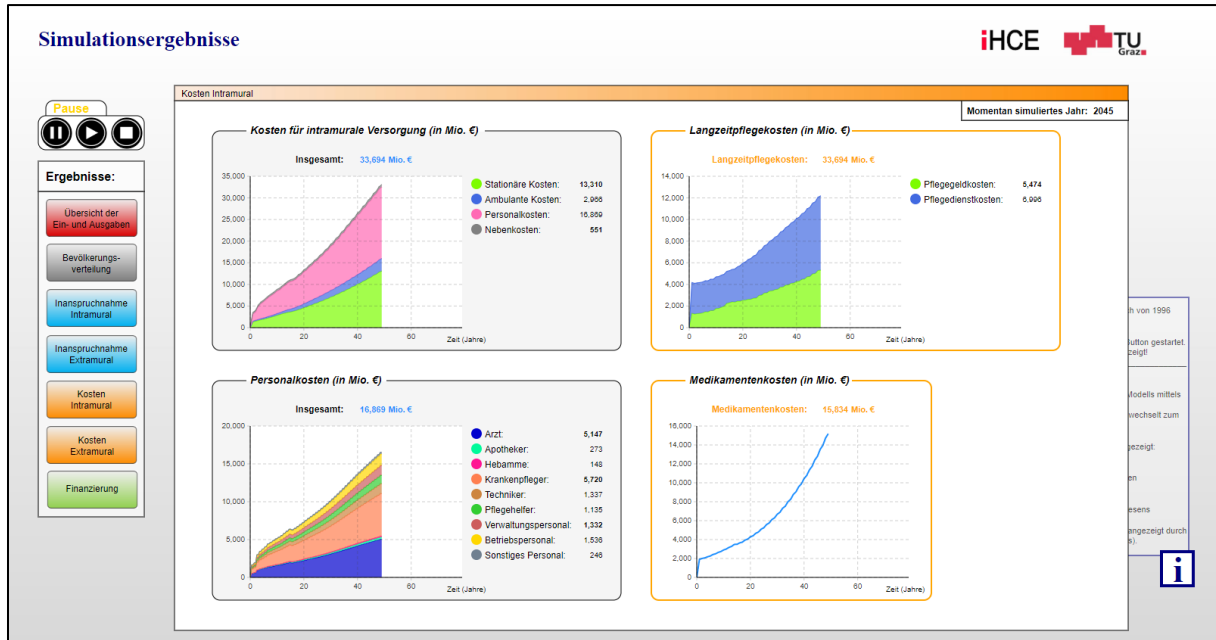 Simulationsergebnisse
iHCE
TU
Graz
Kosten Intramural
Momentan simuliertes Jahr: 2045
Pause
Ergebnisse:
Übersicht der
Ein- und Ausgaben
Bevölkerungs-
verteilung
Inanspruchnahme
Intramural
Inanspruchnahme
Extramural
Kosten
Intramural
Kosten
Extramural
Finanzierung
Kosten für intramurale Versorgung (in Mio. €)
Insgesamt: 33,694 Mio. €
35,000
30,000
25,000
20,000
15,000
10,000
5,000
0
0 20 40 60
Zeit (Jahre)
Stationäre Kosten: 13,310
Ambulante Kosten: 2,966
Personalkosten: 16,869
Nebenkosten: 551
Langzeitpflegekosten (in Mio. €)
Langzeitpflegekosten: 33,694 Mio. €
14,000
12,000
10,000
8,000
6,000
4,000
2,000
0
0 20 40 60
Zeit (Jahre)
Pflegegeldkosten: 5,474
Pflegedienstkosten: 6,996
Personalkosten (in Mio. €)
Insgesamt: 16,869 Mio. €
20,000
15,000
10,000
5,000
0
0 20 40 60
Zeit (Jahre)
Arzt: 5,147
Apotheker: 273
Hebamme: 148
Krankenpfleger: 5,720
Techniker: 1,337
Pflegehelfer: 1,135
Verwaltungspersonal: 1,332
Betriebspersonal: 1,536
Sonstiges Personal: 246
Medikamentenkosten (in Mio. €)
Medikamentenkosten: 15,834 Mio. €
16,000
14,000
12,000
10,000
8,000
6,000
4,000
2,000
0
0 20 40 60
Zeit (Jahre)
ch von 1996
Button gestartet.
zeigt!
Modells mittels
wechselt zum
gezeigt:
en
esens
angezeigt durch
s).
i